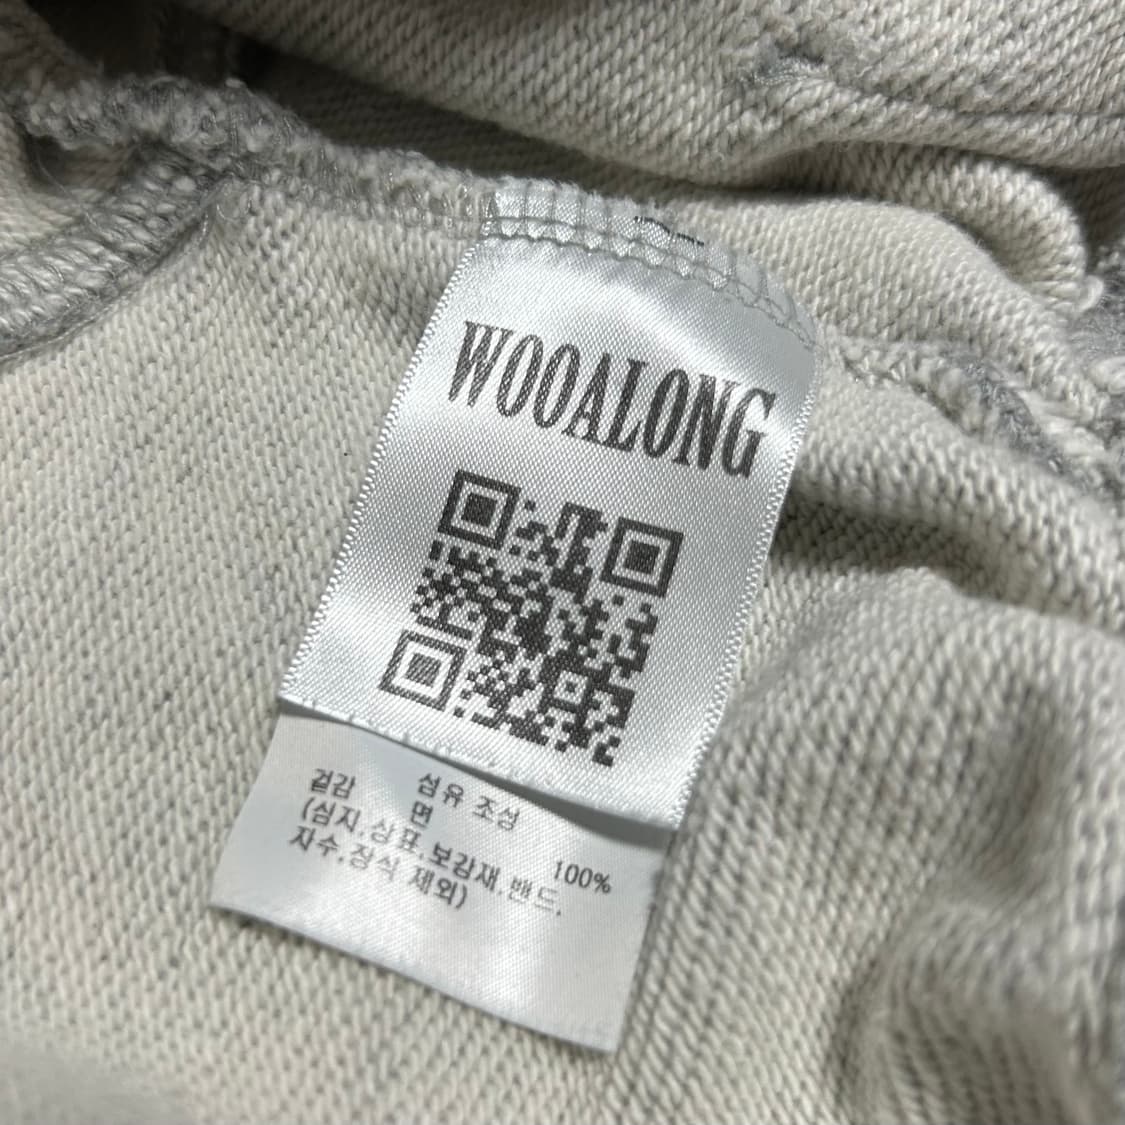 WOOALONG
섬유 조성
겉감 면 100%
(심지,상표,보강재,밴드,
자수,장식 제외)